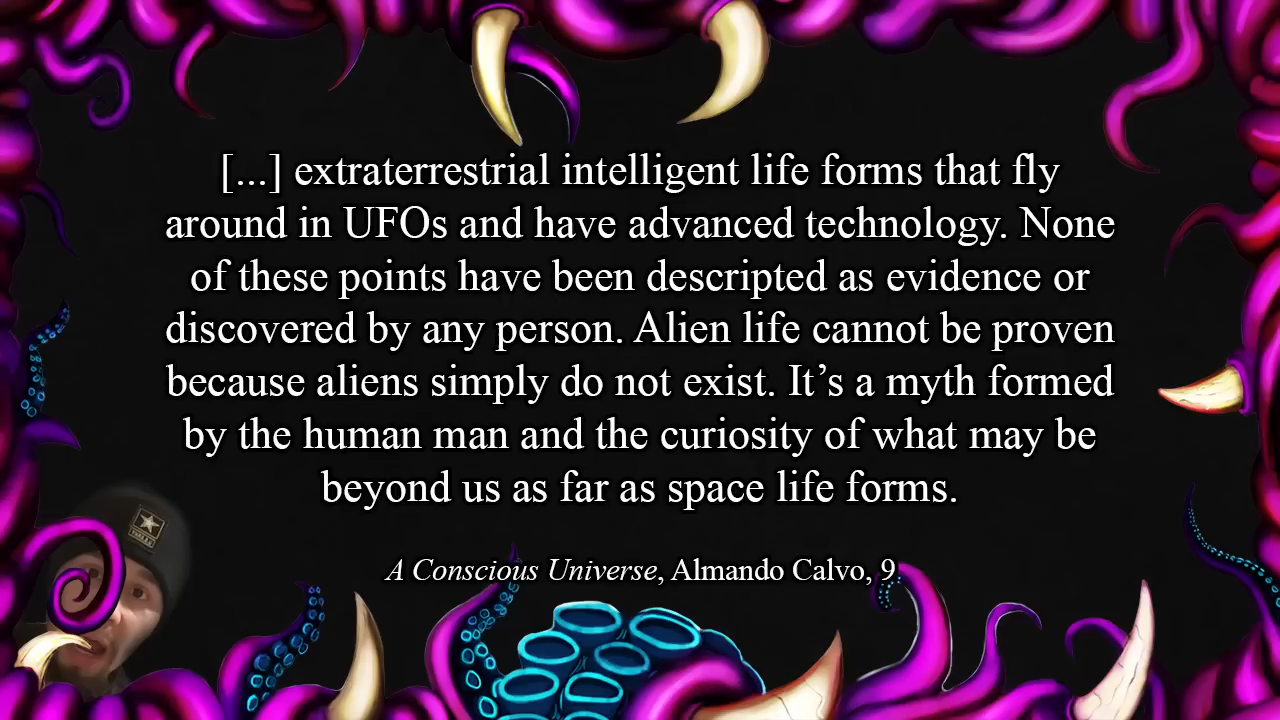 [...] extraterrestrial intelligent life forms that fly
around in UFOs and have advanced technology. None
of these points have been descripted as evidence or
discovered by any person. Alien life cannot be proven
because aliens simply do not exist. It’s a myth formed
by the human man and the curiosity of what may be
beyond us as far as space life forms.
A Conscious Universe, Almando Calvo, 9